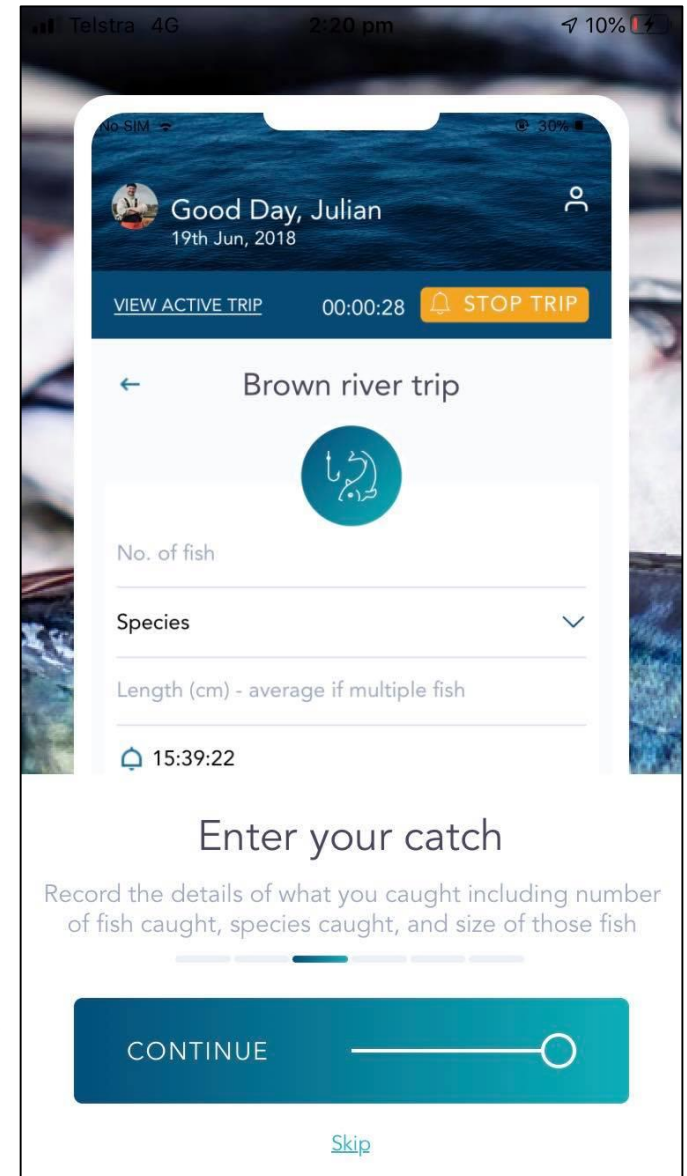 Telstra 4G 2:20 pm 10%
No SIM 30%
Good Day, Julian
19th Jun, 2018
VIEW ACTIVE TRIP 00:00:28 STOP TRIP
Brown river trip
No. of fish
Species
Length (cm) - average if multiple fish
15:39:22
Enter your catch
Record the details of what you caught including number
of fish caught, species caught, and size of those fish
CONTINUE
Skip